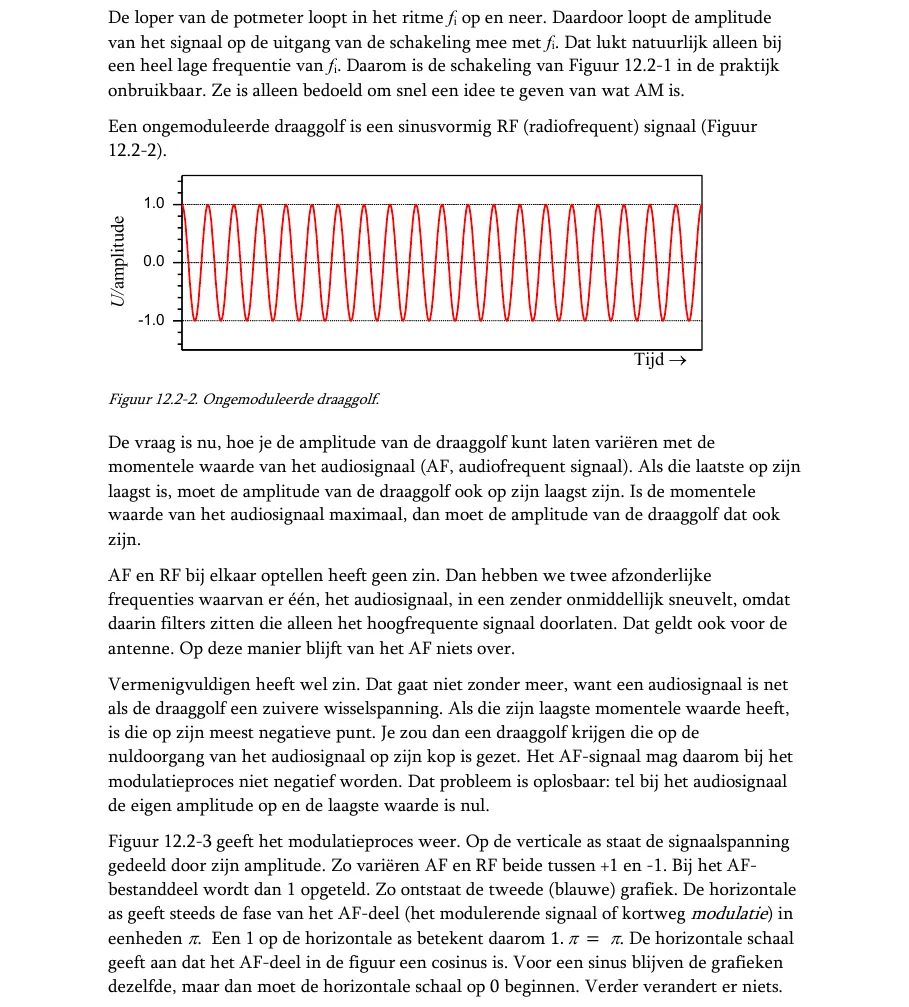 De loper van de potmeter loopt in het ritme fi op en neer. Daardoor loopt de amplitude
van het signaal op de uitgang van de schakeling mee met fi. Dat lukt natuurlijk alleen bij
een heel lage frequentie van fi. Daarom is de schakeling van Figuur 12.2-1 in de praktijk
onbruikbaar. Ze is alleen bedoeld om snel een idee te geven van wat AM is.
Een ongemoduleerde draaggolf is een sinusvormig RF (radiofrequent) signaal (Figuur
12.2-2).
1.0
0.0
-1.0
U/amplitude
Tijd →
Figuur 12.2-2. Ongemoduleerde draaggolf.
De vraag is nu, hoe je de amplitude van de draaggolf kunt laten variëren met de
momentele waarde van het audiosignaal (AF, audiofrequent signaal). Als die laatste op zijn
laagst is, moet de amplitude van de draaggolf ook op zijn laagst zijn. Is de momentele
waarde van het audiosignaal maximaal, dan moet de amplitude van de draaggolf dat ook
zijn.
AF en RF bij elkaar optellen heeft geen zin. Dan hebben we twee afzonderlijke
frequenties waarvan er één, het audiosignaal, in een zender onmiddellijk sneuvelt, omdat
daarin filters zitten die alleen het hoogfrequente signaal doorlaten. Dat geldt ook voor de
antenne. Op deze manier blijft van het AF niets over.
Vermenigvuldigen heeft wel zin. Dat gaat niet zonder meer, want een audiosignaal is net
als de draaggolf een zuivere wisselspanning. Als die zijn laagste momentele waarde heeft,
is die op zijn meest negatieve punt. Je zou dan een draaggolf krijgen die op de
nuldoorgang van het audiosignaal op zijn kop is gezet. Het AF-signaal mag daarom bij het
modulatieproces niet negatief worden. Dat probleem is oplosbaar: tel bij het audiosignaal
de eigen amplitude op en de laagste waarde is nul.
Figuur 12.2-3 geeft het modulatieproces weer. Op de verticale as staat de signaalspanning
gedeeld door zijn amplitude. Zo variëren AF en RF beide tussen +1 en -1. Bij het AF-
bestanddeel wordt dan 1 opgeteld. Zo ontstaat de tweede (blauwe) grafiek. De horizontale
as geeft steeds de fase van het AF-deel (het modulerende signaal of kortweg modulatie) in
eenheden π. Een 1 op de horizontale as betekent daarom 1. π = π. De horizontale schaal
geeft aan dat het AF-deel in de figuur een cosinus is. Voor een sinus blijven de grafieken
dezelfde, maar dan moet de horizontale schaal op 0 beginnen. Verder verandert er niets.